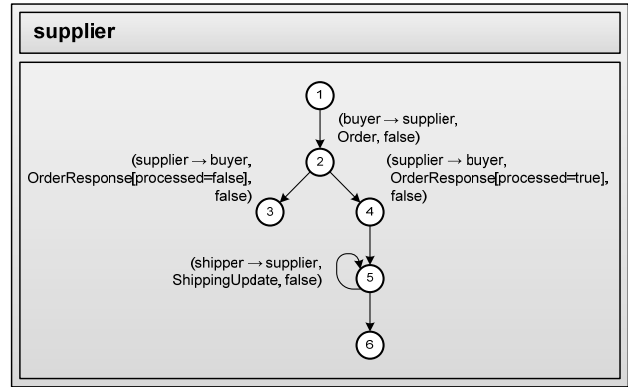 supplier
1
(buyer → supplier,
Order, false)
2
(supplier → buyer,
OrderResponse[processed=false],
false)
(supplier → buyer,
OrderResponse[processed=true],
false)
3
4
(shipper → supplier,
ShippingUpdate, false)
5
6